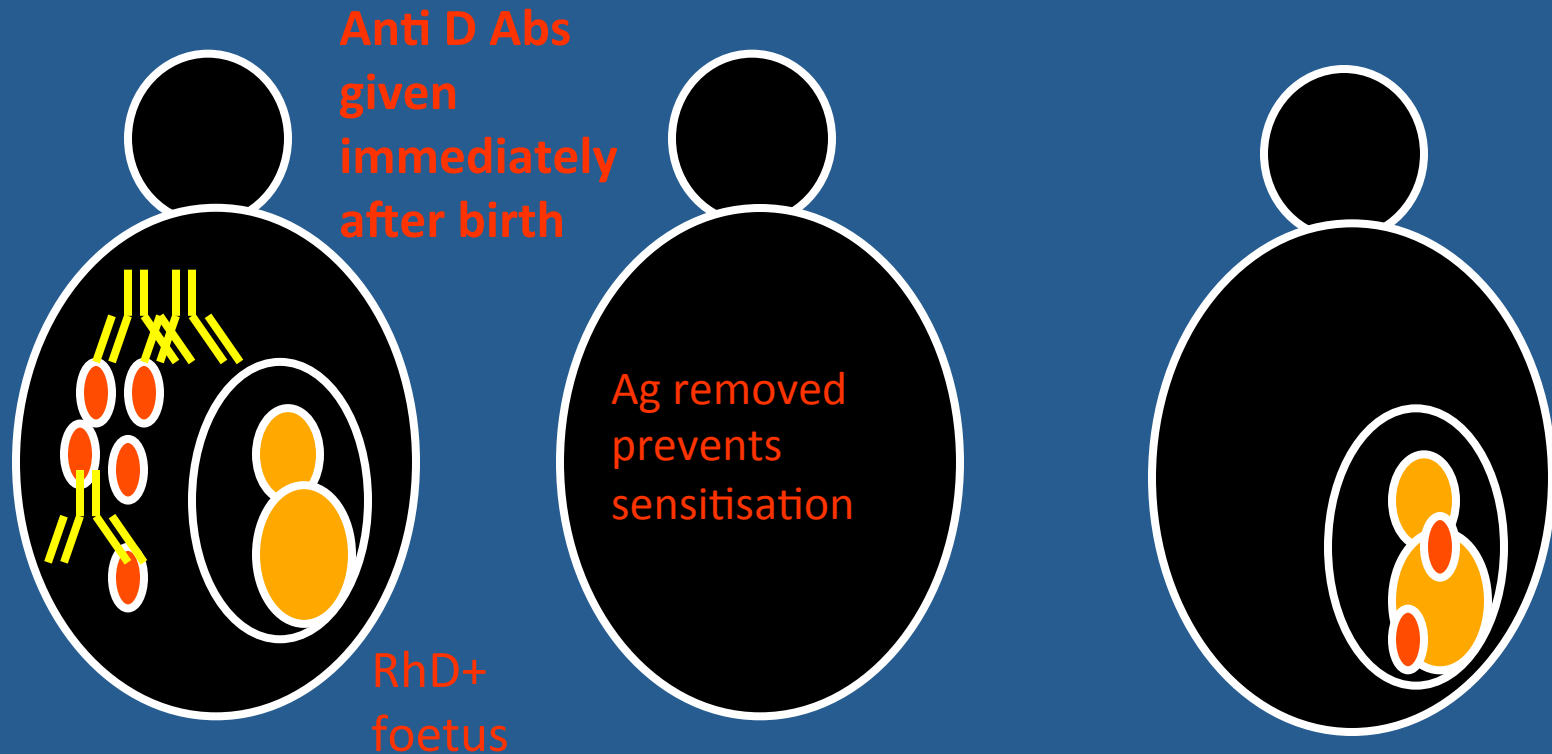 Anti D Abs
given
immediately
after birth
Ag removed
prevents
sensitisation
RhD+
foetus